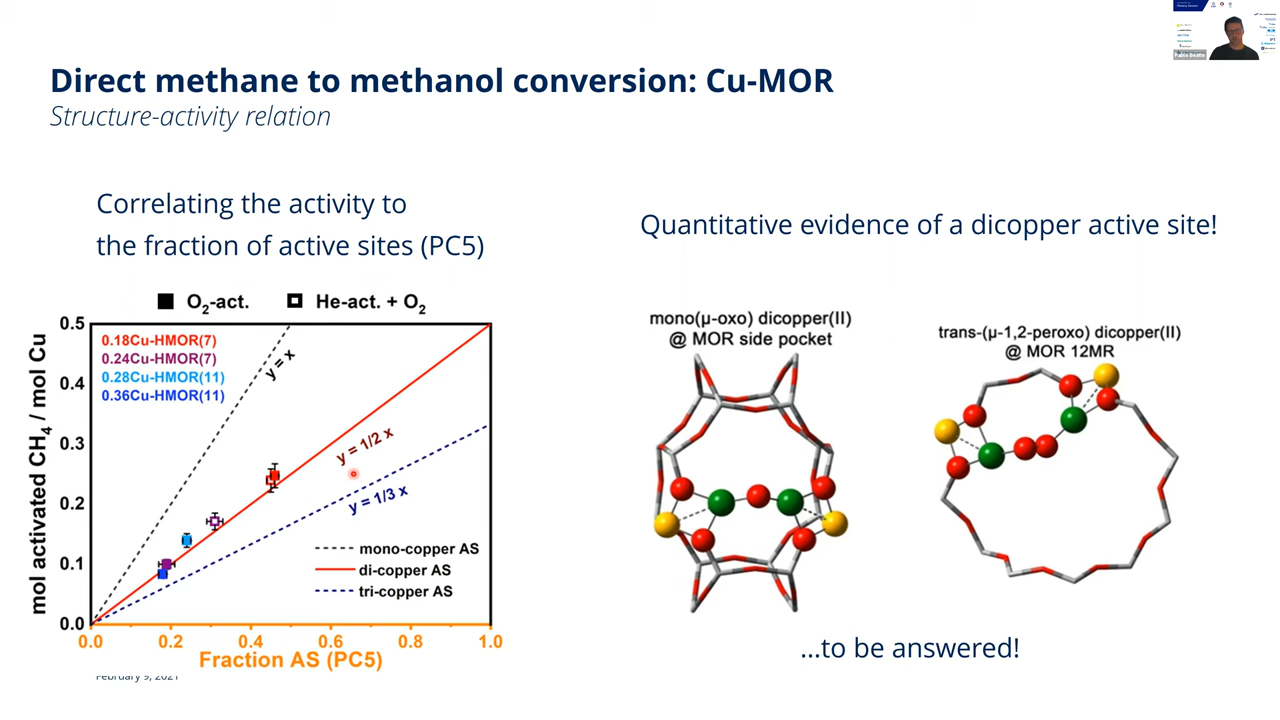 Direct methane to methanol conversion: Cu-MOR
Structure-activity relation
Pablo Beato
Correlating the activity to
the fraction of active sites (PC5)
Quantitative evidence of a dicopper active site!
O2-act.
He-act. + O2
0.18Cu-HMOR(7)
0.24Cu-HMOR(7)
0.28Cu-HMOR(11)
0.36Cu-HMOR(11)
y = x
y = 1/2 x
y = 1/3 x
mono-copper AS
di-copper AS
tri-copper AS
mol activated CH4 / mol Cu
0.5
0.4
0.3
0.2
0.1
0.0
0.0 0.2 0.4 0.6 0.8 1.0
Fraction AS (PC5)
mono(μ-oxo) dicopper(II)
@ MOR side pocket
trans-(μ-1,2-peroxo) dicopper(II)
@ MOR 12MR
...to be answered!
February 9, 2021